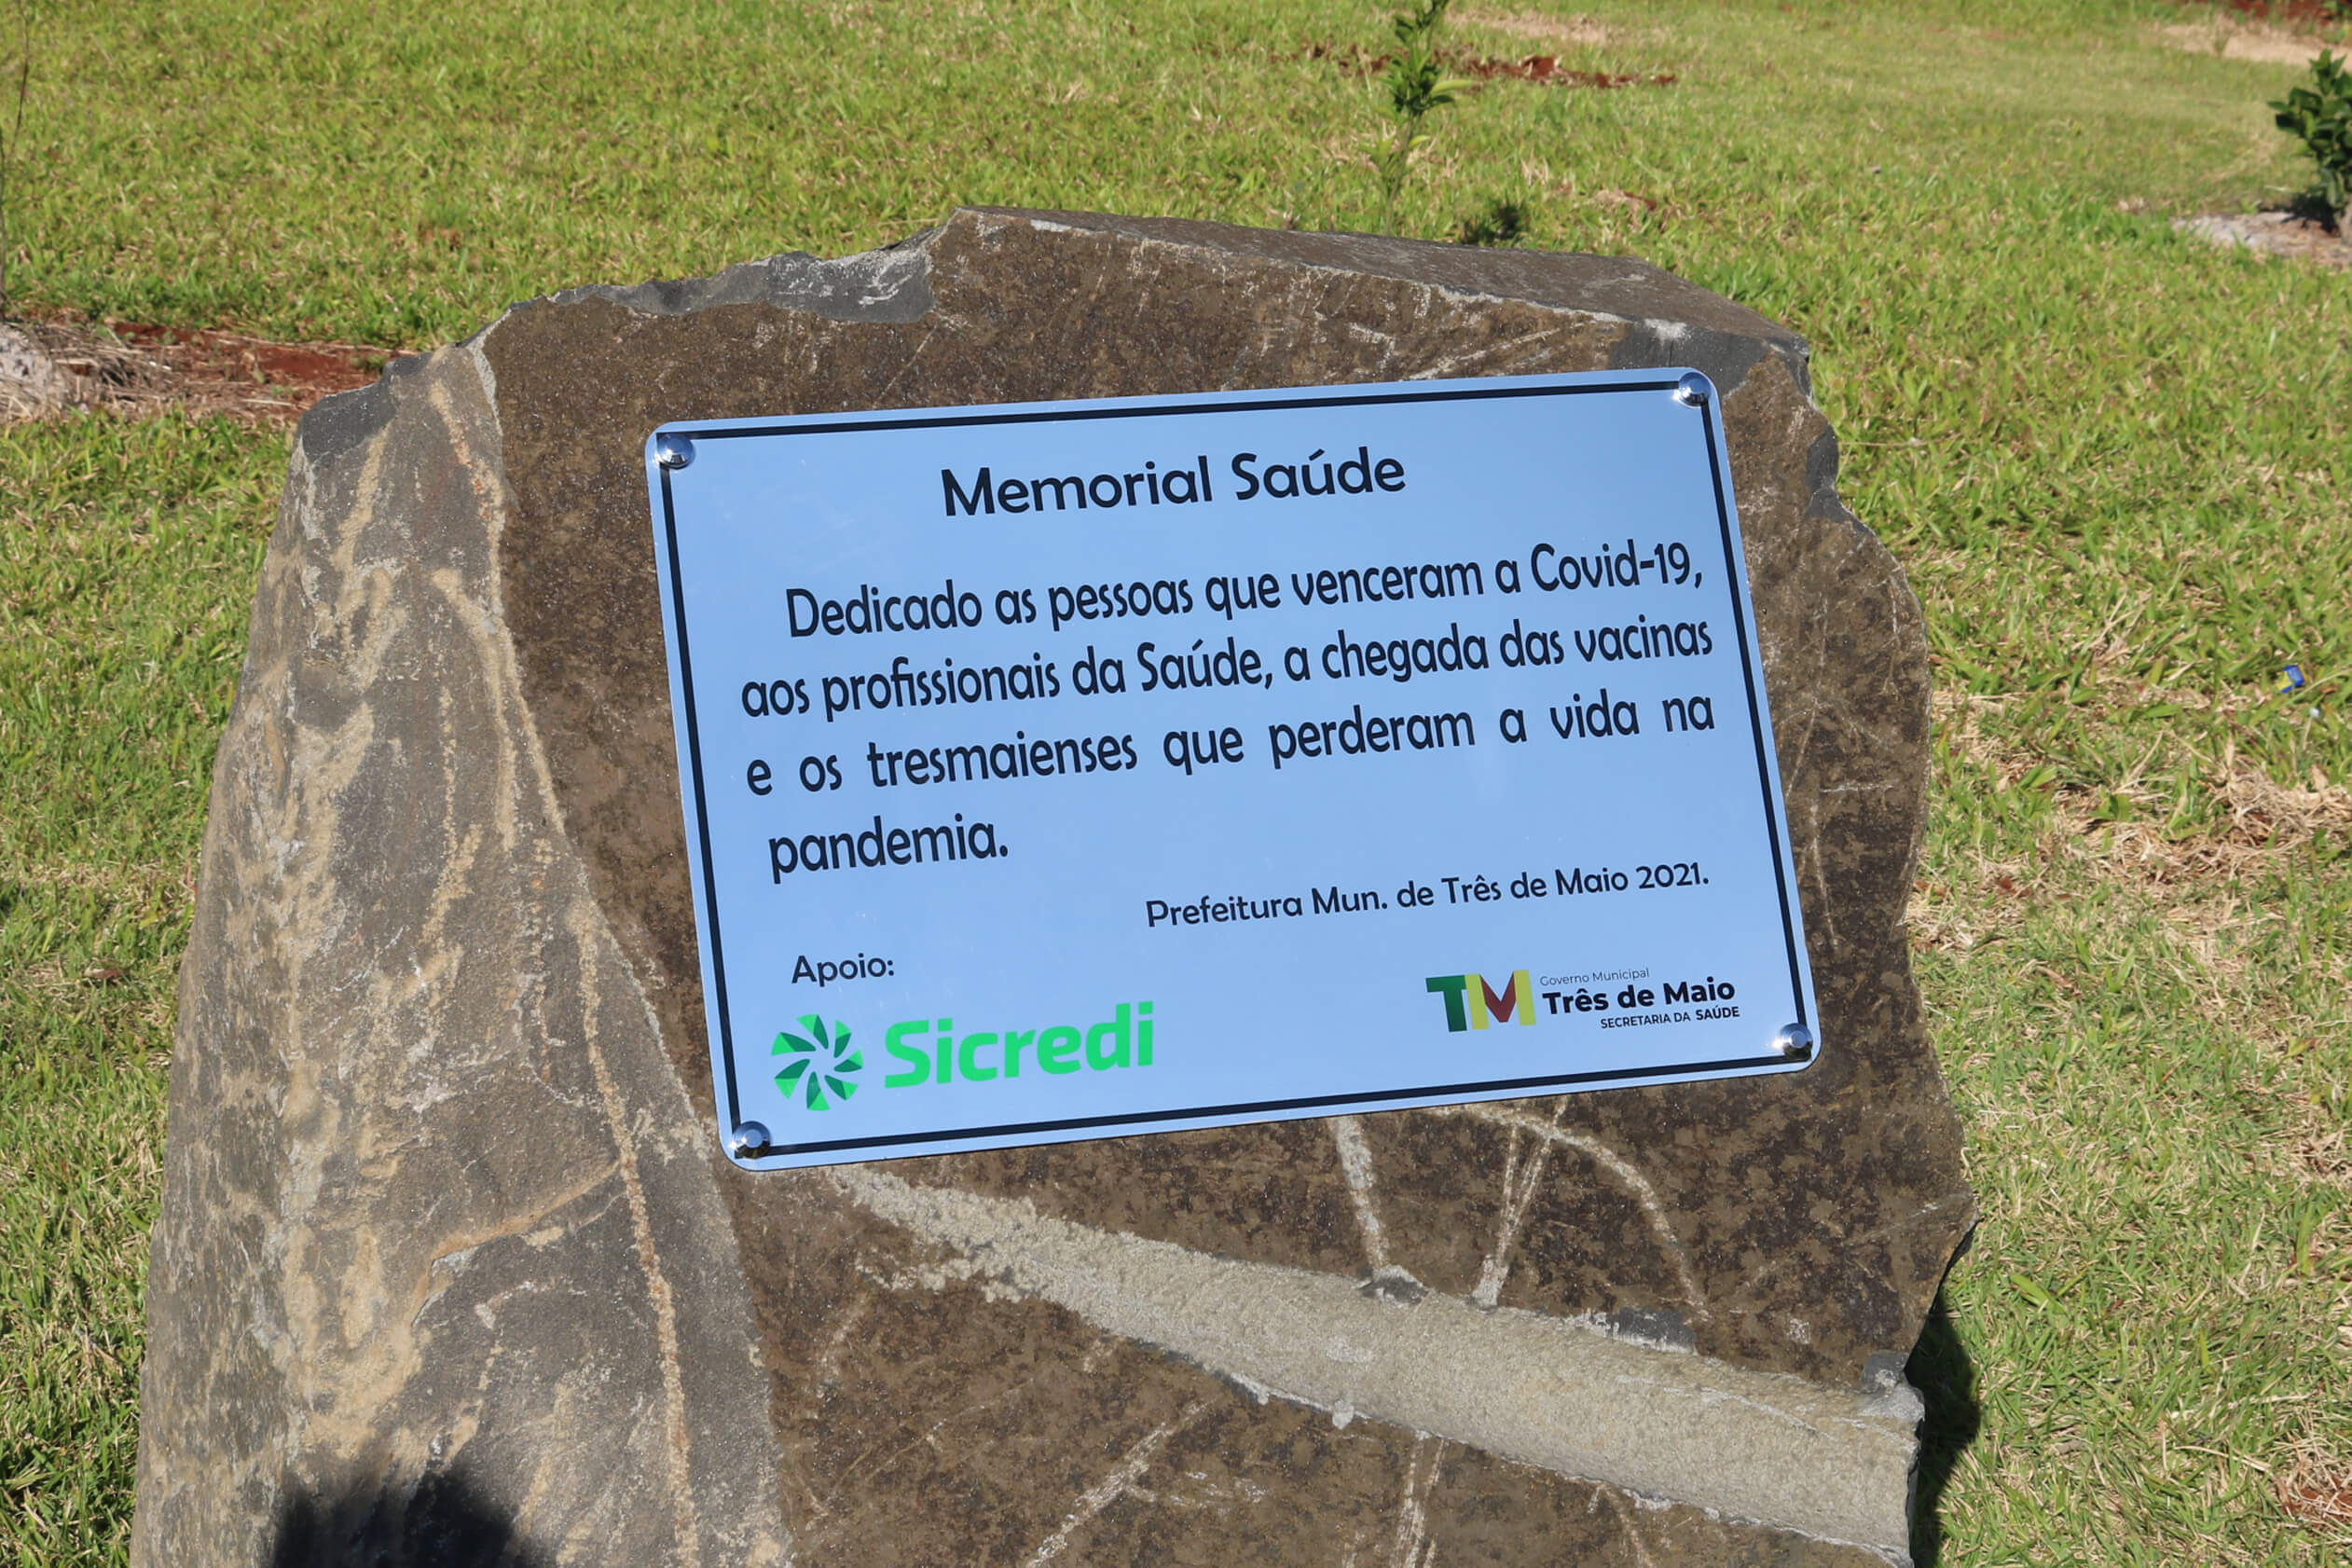 Memorial Saúde
Dedicado as pessoas que venceram a Covid-19,
aos profissionais da Saúde, a chegada das vacinas
e os tresmaienses que perderam a vida na
pandemia.
Prefeitura Mun. de Três de Maio 2021.
Apoio:
Sicredi
TM
Governo Municipal
Três de Maio
SECRETARIA DA SAÚDE